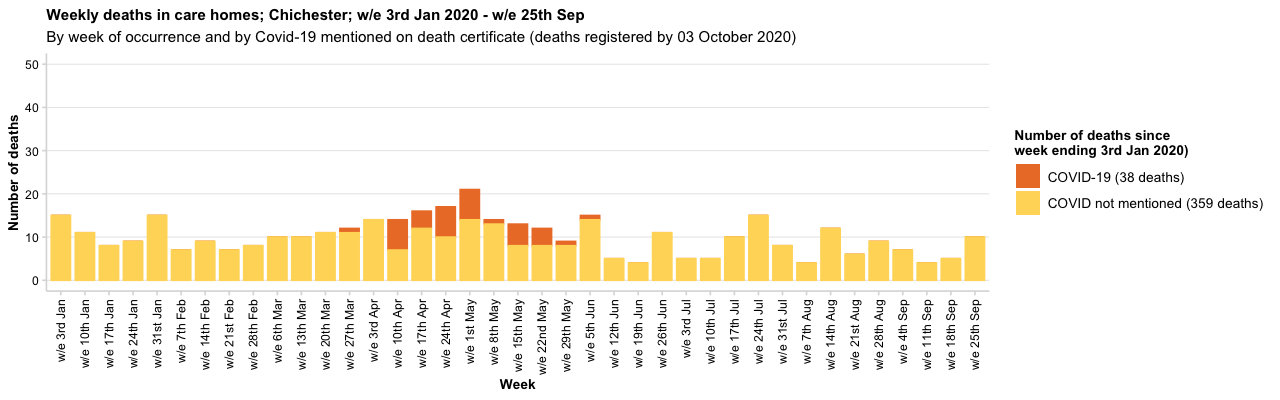 Weekly deaths in care homes; Chichester; w/e 3rd Jan 2020 - w/e 25th Sep
By week of occurrence and by Covid-19 mentioned on death certificate (deaths registered by 03 October 2020)
Number of deaths
50
40
30
20
10
0
w/e 3rd Jan
w/e 10th Jan
w/e 17th Jan
w/e 24th Jan
w/e 31st Jan
w/e 7th Feb
w/e 14th Feb
w/e 21st Feb
w/e 28th Feb
w/e 6th Mar
w/e 13th Mar
w/e 20th Mar
w/e 27th Mar
w/e 3rd Apr
w/e 10th Apr
w/e 17th Apr
w/e 24th Apr
w/e 1st May
w/e 8th May
w/e 15th May
w/e 22nd May
w/e 29th May
w/e 5th Jun
w/e 12th Jun
w/e 19th Jun
w/e 26th Jun
w/e 3rd Jul
w/e 10th Jul
w/e 17th Jul
w/e 24th Jul
w/e 31st Jul
w/e 7th Aug
w/e 14th Aug
w/e 21st Aug
w/e 28th Aug
w/e 4th Sep
w/e 11th Sep
w/e 18th Sep
w/e 25th Sep
Week
Number of deaths since
week ending 3rd Jan 2020)
COVID-19 (38 deaths)
COVID not mentioned (359 deaths)